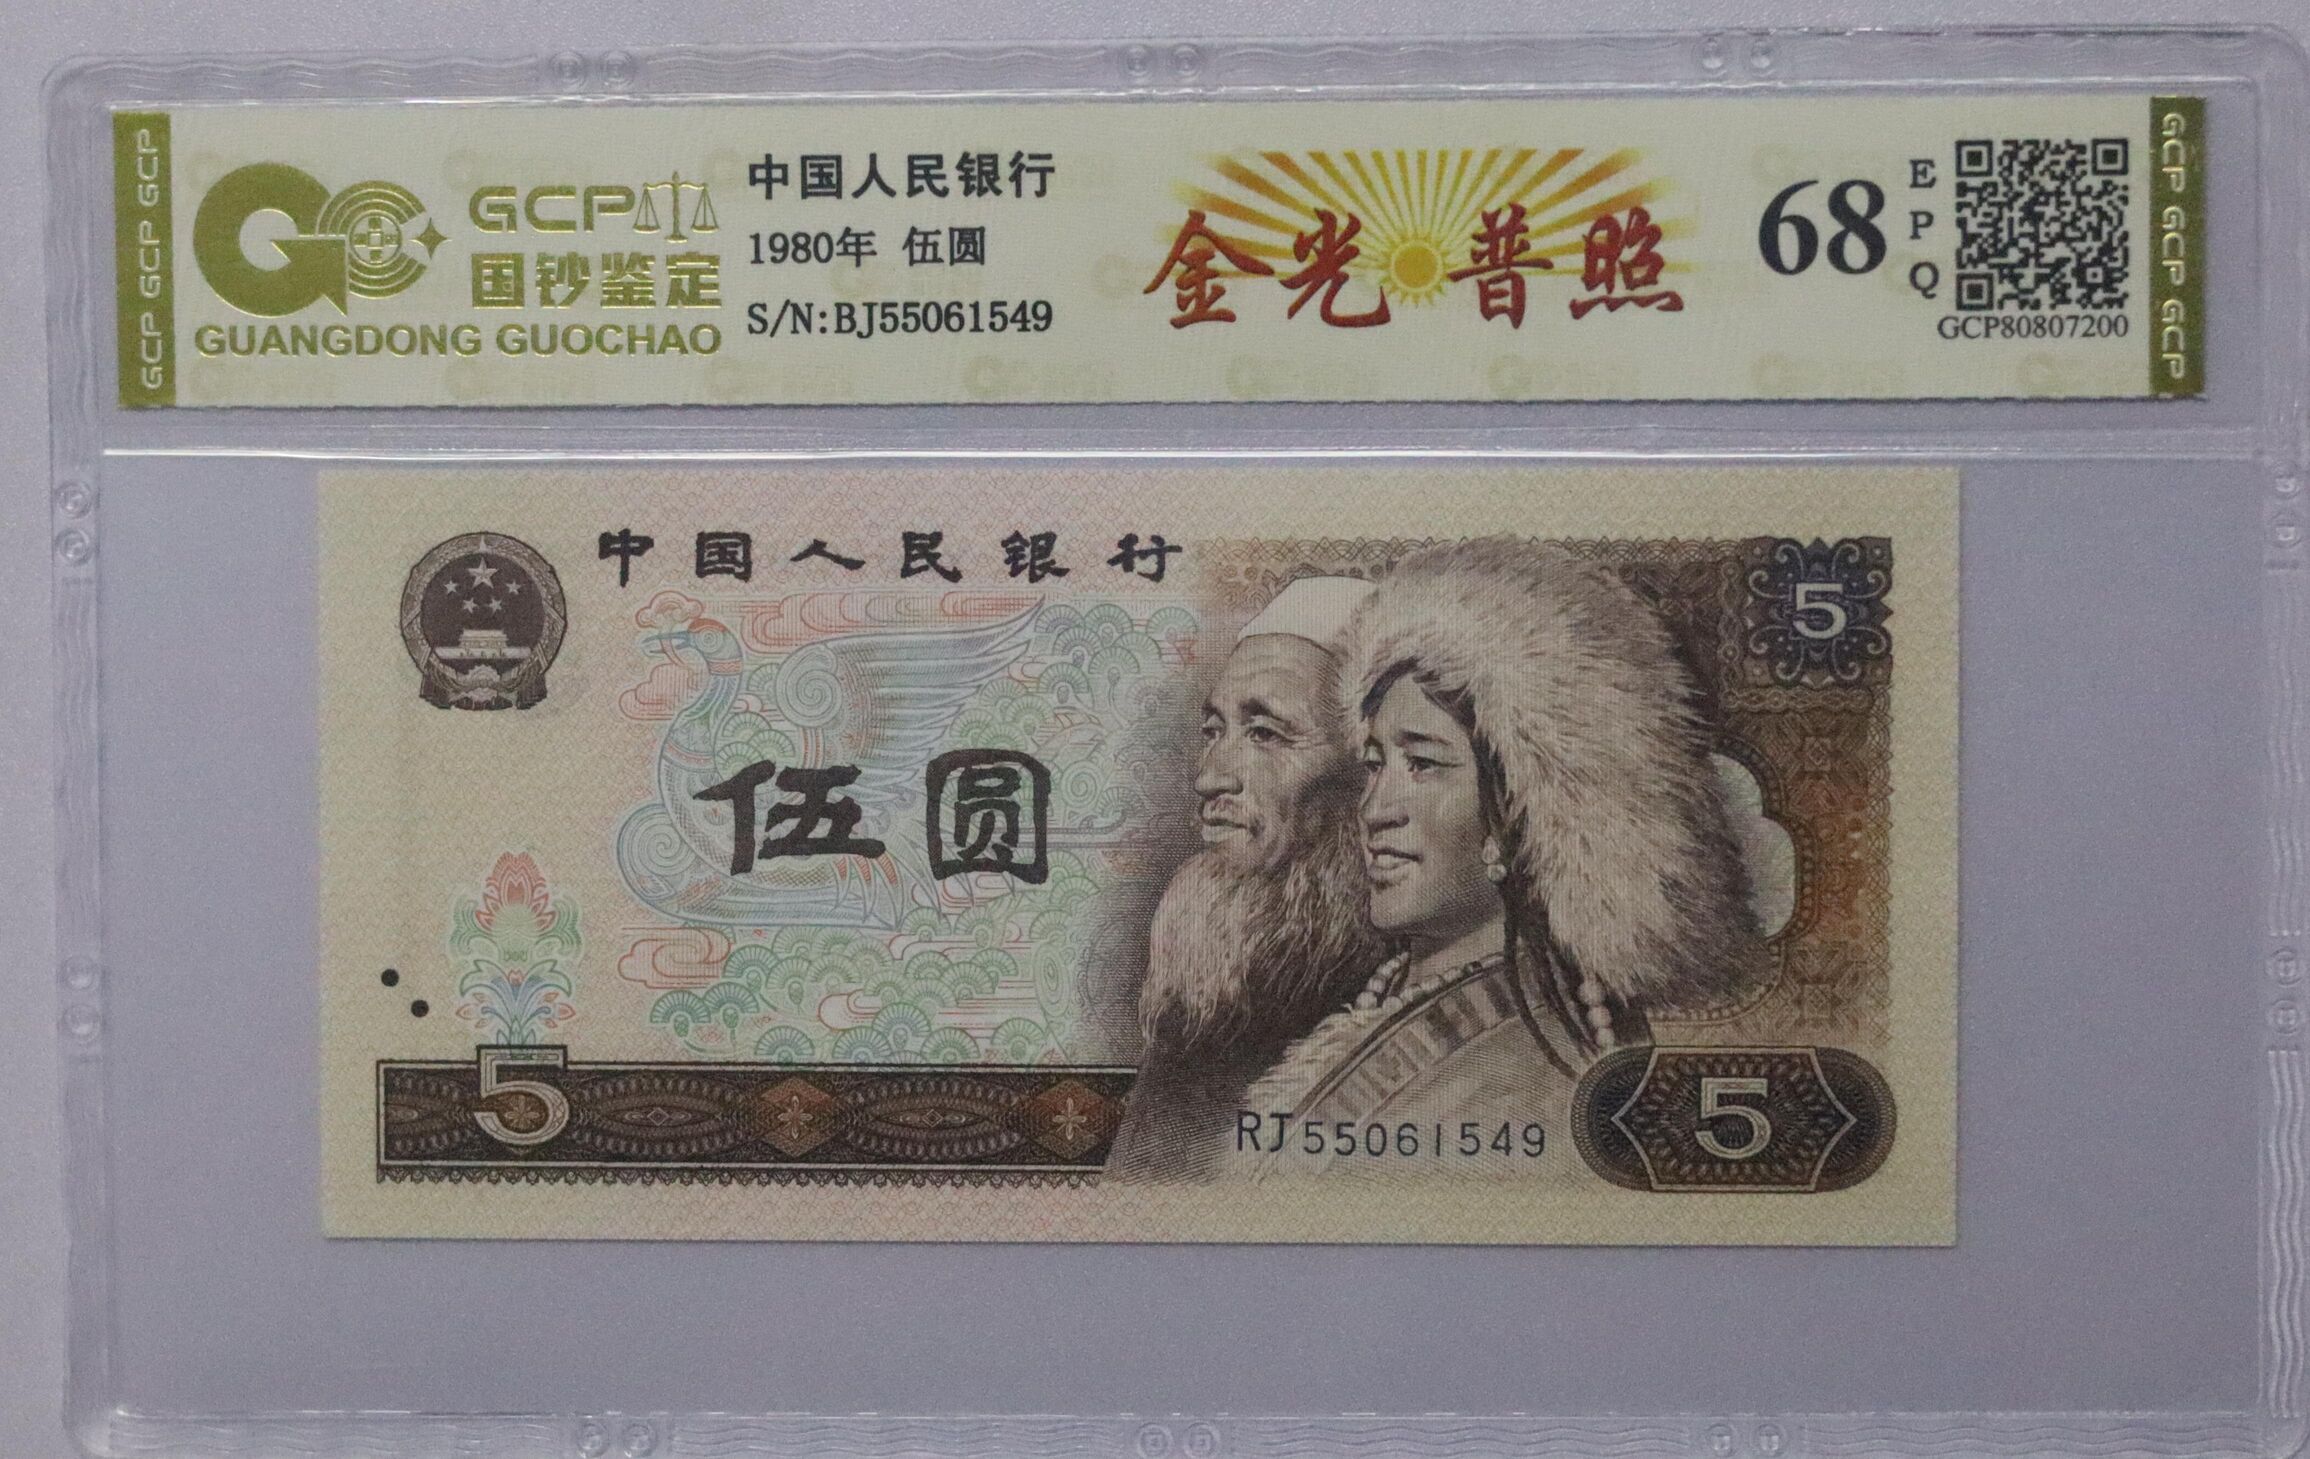 GCP GCP GCP
GCP
国钞鉴定
GUANGDONG GUOCHAO
中国人民银行
1980年 伍圆
S/N:BJ55061549
金光普照
68
EPQ
GCP80807200
GCP GCP GCP
中国人民银行
5
伍圆
5
RJ55061549
5